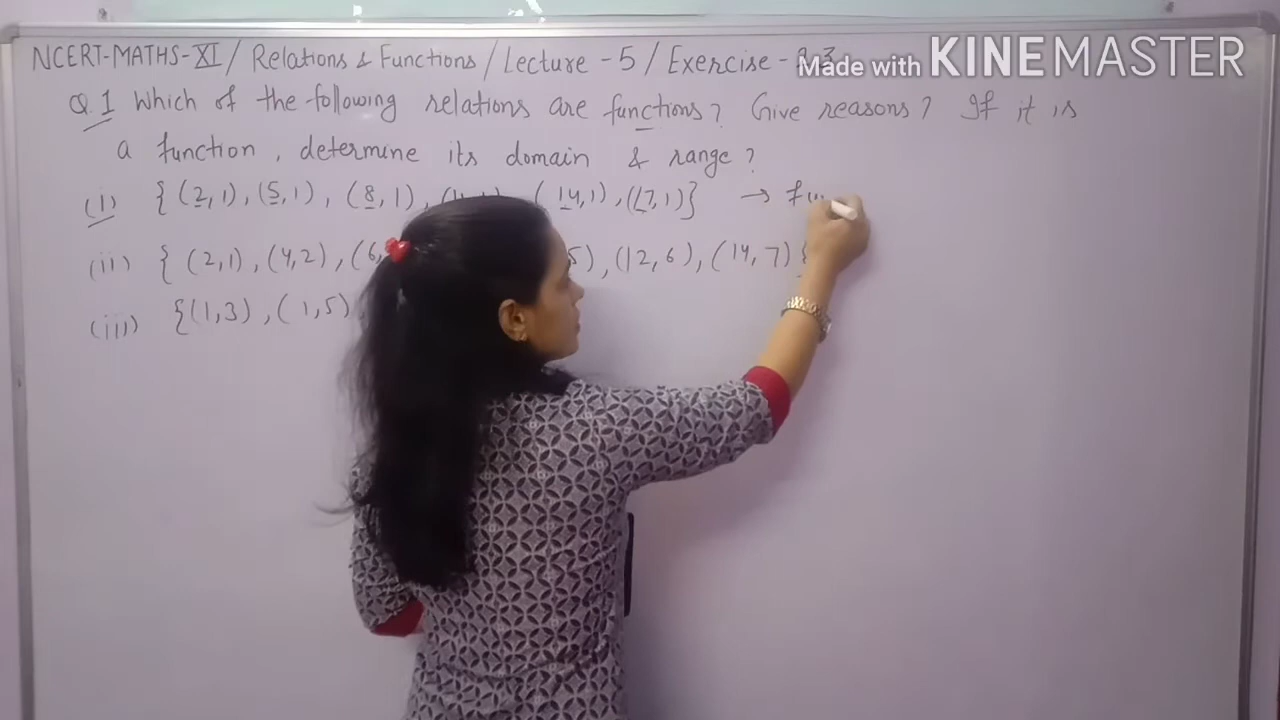 NCERT-MATHS-XI / Relations & Functions / Lecture - 5 / Exercise -
Made with KINEMASTER
Q.1 Which of the following relations are functions? Give reasons? If it is
a function, determine its domain & range?
(i) { (2,1), (5,1), (8,1), (14,1), (17,1)} →
(ii) { (2,1), (4,2), (6, 5), (12,6), (14,7)}
(iii) {(1,3), (1,5)